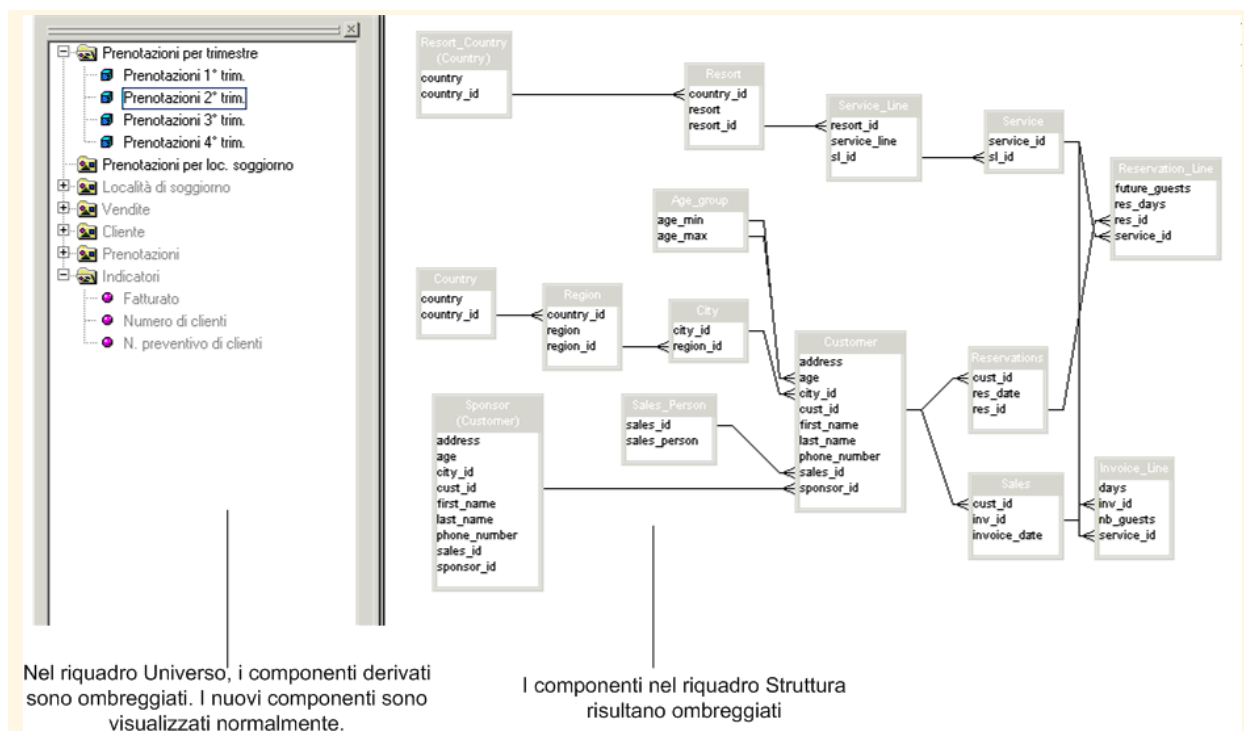 Prenotazioni per trimestre
Prenotazioni 1° trim.
Prenotazioni 2° trim.
Prenotazioni 3° trim.
Prenotazioni 4° trim.
Prenotazioni per loc. soggiorno
Località di soggiorno
Vendite
Cliente
Prenotazioni
Indicatori
Fatturato
Numero di clienti
N. preventivo di clienti
Resort_Country
(Country)
country
country_id
Resort
country_id
resort
resort_id
Service_Line
resort_id
service_line
sl_id
Service
service_id
sl_id
Reservation_Line
future_guests
res_days
res_id
service_id
Age_group
age_min
age_max
Country
country
country_id
Region
country_id
region
region_id
City
city_id
region_id
Customer
address
age
city_id
cust_id
first_name
last_name
phone_number
sales_id
sponsor_id
Reservations
cust_id
res_date
res_id
Sponsor
(Customer)
address
age
city_id
cust_id
first_name
last_name
phone_number
sales_id
sponsor_id
Sales_Person
sales_id
sales_person
Sales
cust_id
inv_id
invoice_date
Invoice_Line
days
inv_id
nb_guests
service_id
Nel riquadro Universo, i componenti derivati
sono ombreggiati. I nuovi componenti sono
visualizzati normalmente.
I componenti nel riquadro Struttura
risultano ombreggiati